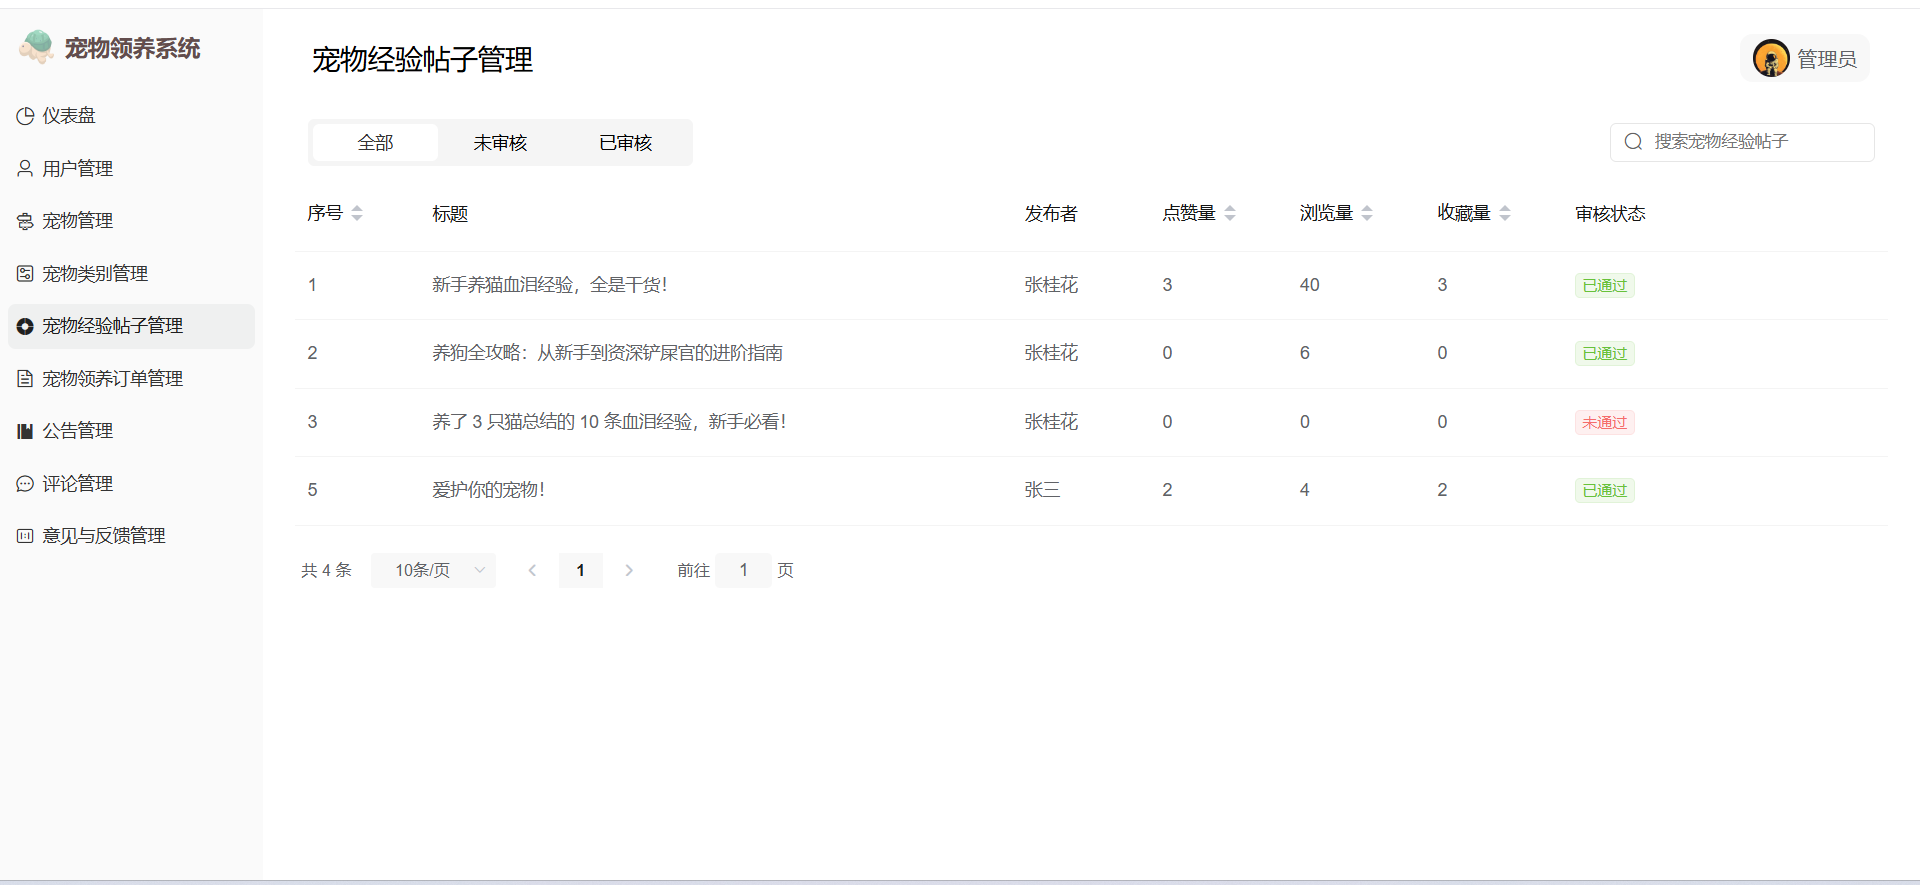 宠物领养系统
仪表盘
用户管理
宠物管理
宠物类别管理
宠物经验帖子管理
宠物领养订单管理
公告管理
评论管理
意见与反馈管理
宠物经验帖子管理
管理员
全部 未审核 已审核
搜索宠物经验帖子
序号 标题 发布者 点赞量 浏览量 收藏量 审核状态
1 新手养猫血泪经验，全是干货！ 张桂花 3 40 3 已通过
2 养狗全攻略：从新手到资深铲屎官的进阶指南 张桂花 0 6 0 已通过
3 养了 3 只猫总结的 10 条血泪经验，新手必看！ 张桂花 0 0 0 未通过
5 爱护你的宠物！ 张三 2 4 2 已通过
共 4 条 10条/页 1 前往 1 页